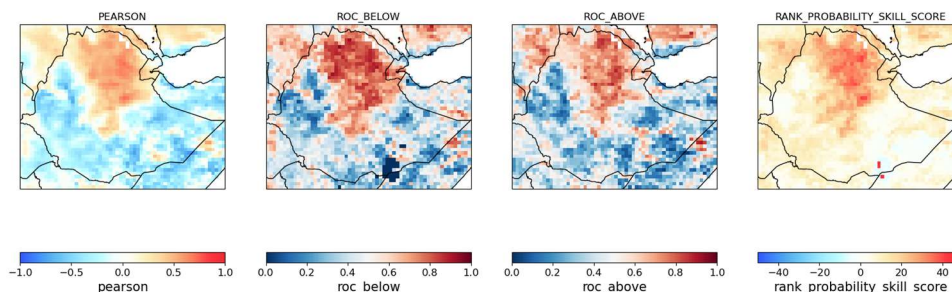 PEARSON
ROC_BELOW
ROC_ABOVE
RANK_PROBABILITY_SKILL_SCORE
−1.0 −0.5 0.0 0.5 1.0
pearson
0.0 0.2 0.4 0.6 0.8 1.0
roc_below
0.0 0.2 0.4 0.6 0.8 1.0
roc_above
−40 −20 0 20 40
rank_probability_skill_score